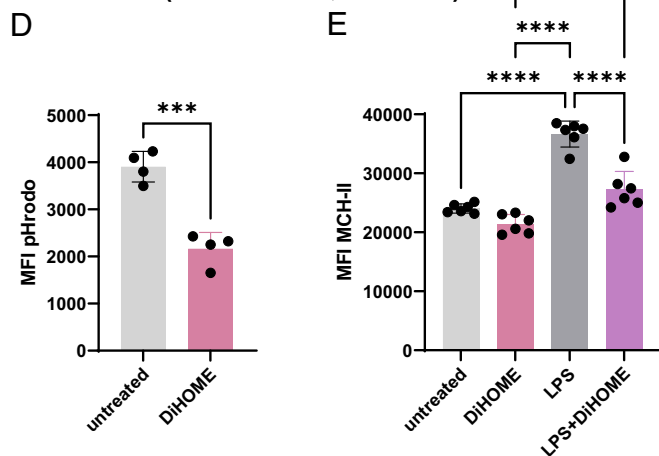 D
E
****
****
****
***
5000
4000
3000
2000
1000
0
MFI pHrodo
untreated
DiHOME
40000
30000
20000
10000
0
MFI MCH-II
untreated
DiHOME
LPS
LPS+DiHOME